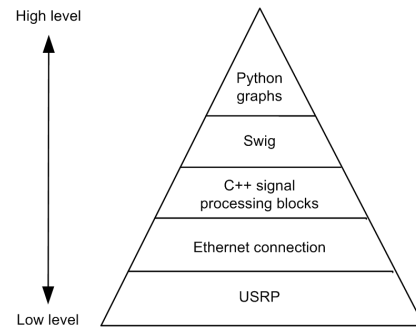 High level
Python
graphs
Swig
C++ signal
processing blocks
Ethernet connection
USRP
Low level